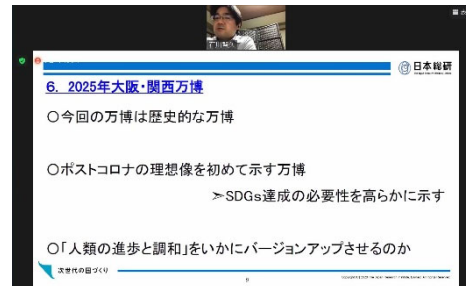 日本総研
6. 2025年大阪・関西万博
○今回の万博は歴史的な万博
○ポストコロナの理想像を初めて示す万博
➢SDGs達成の必要性を高らかに示す
○「人類の進歩と調和」をいかにバージョンアップさせるのか
次世代の国づくり